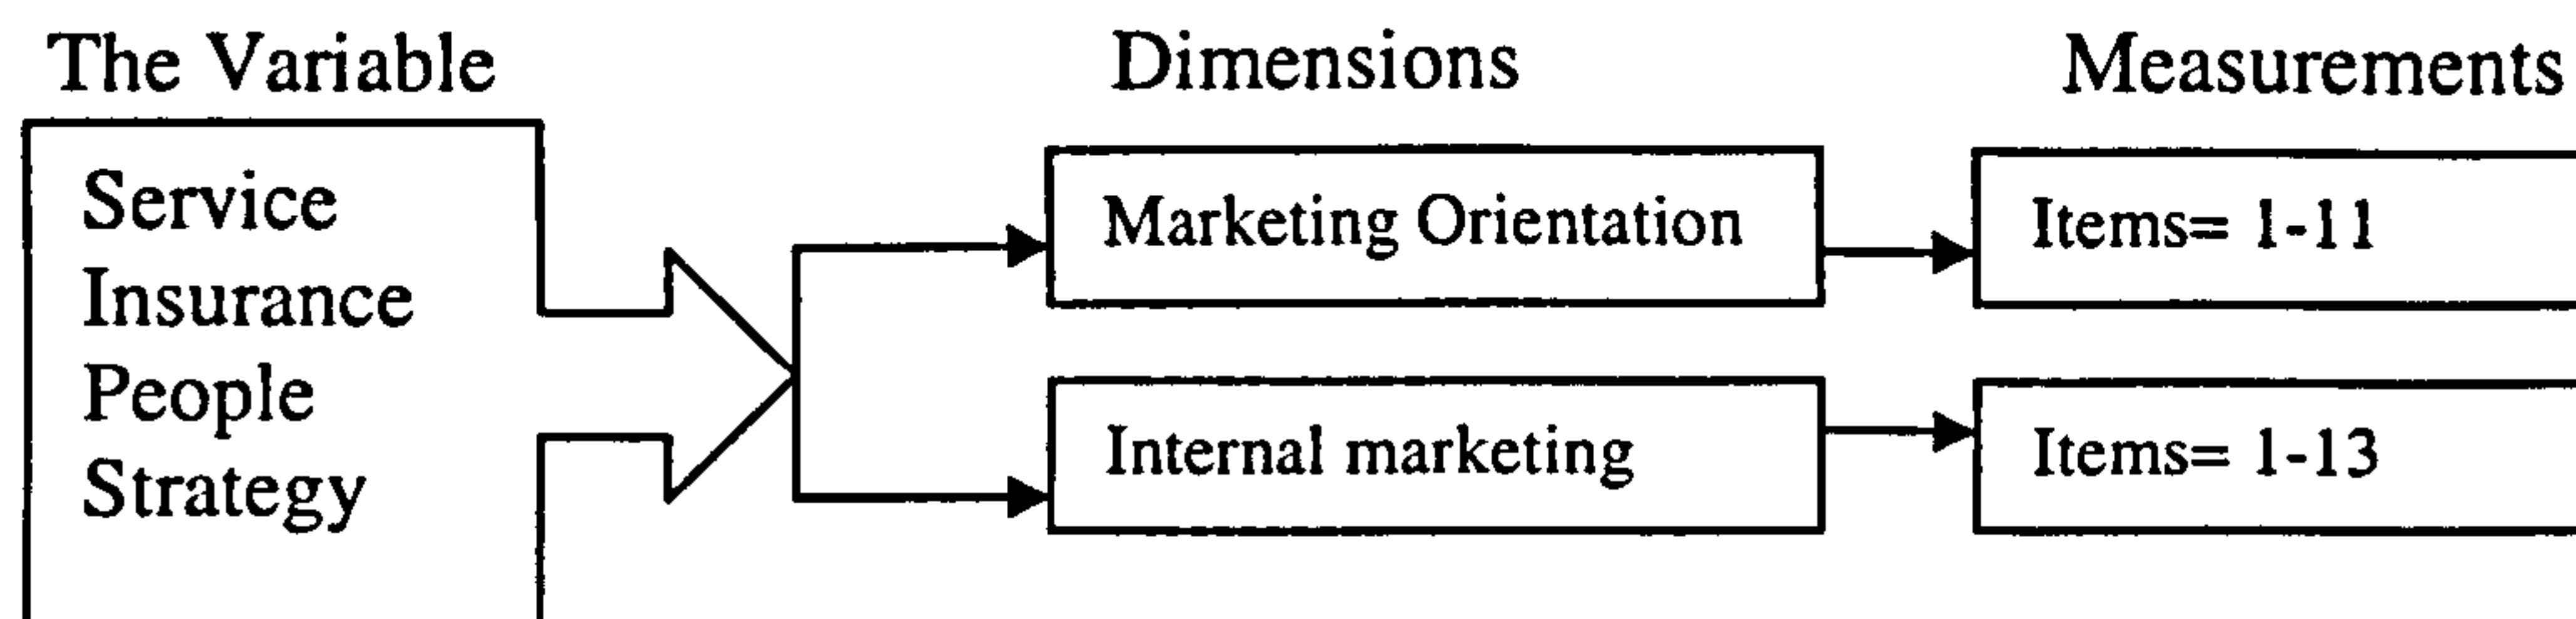 The Variable
Dimensions
Measurements
Service
Insurance
People
Strategy
Marketing Orientation
Items= 1-11
Internal marketing
Items= 1-13